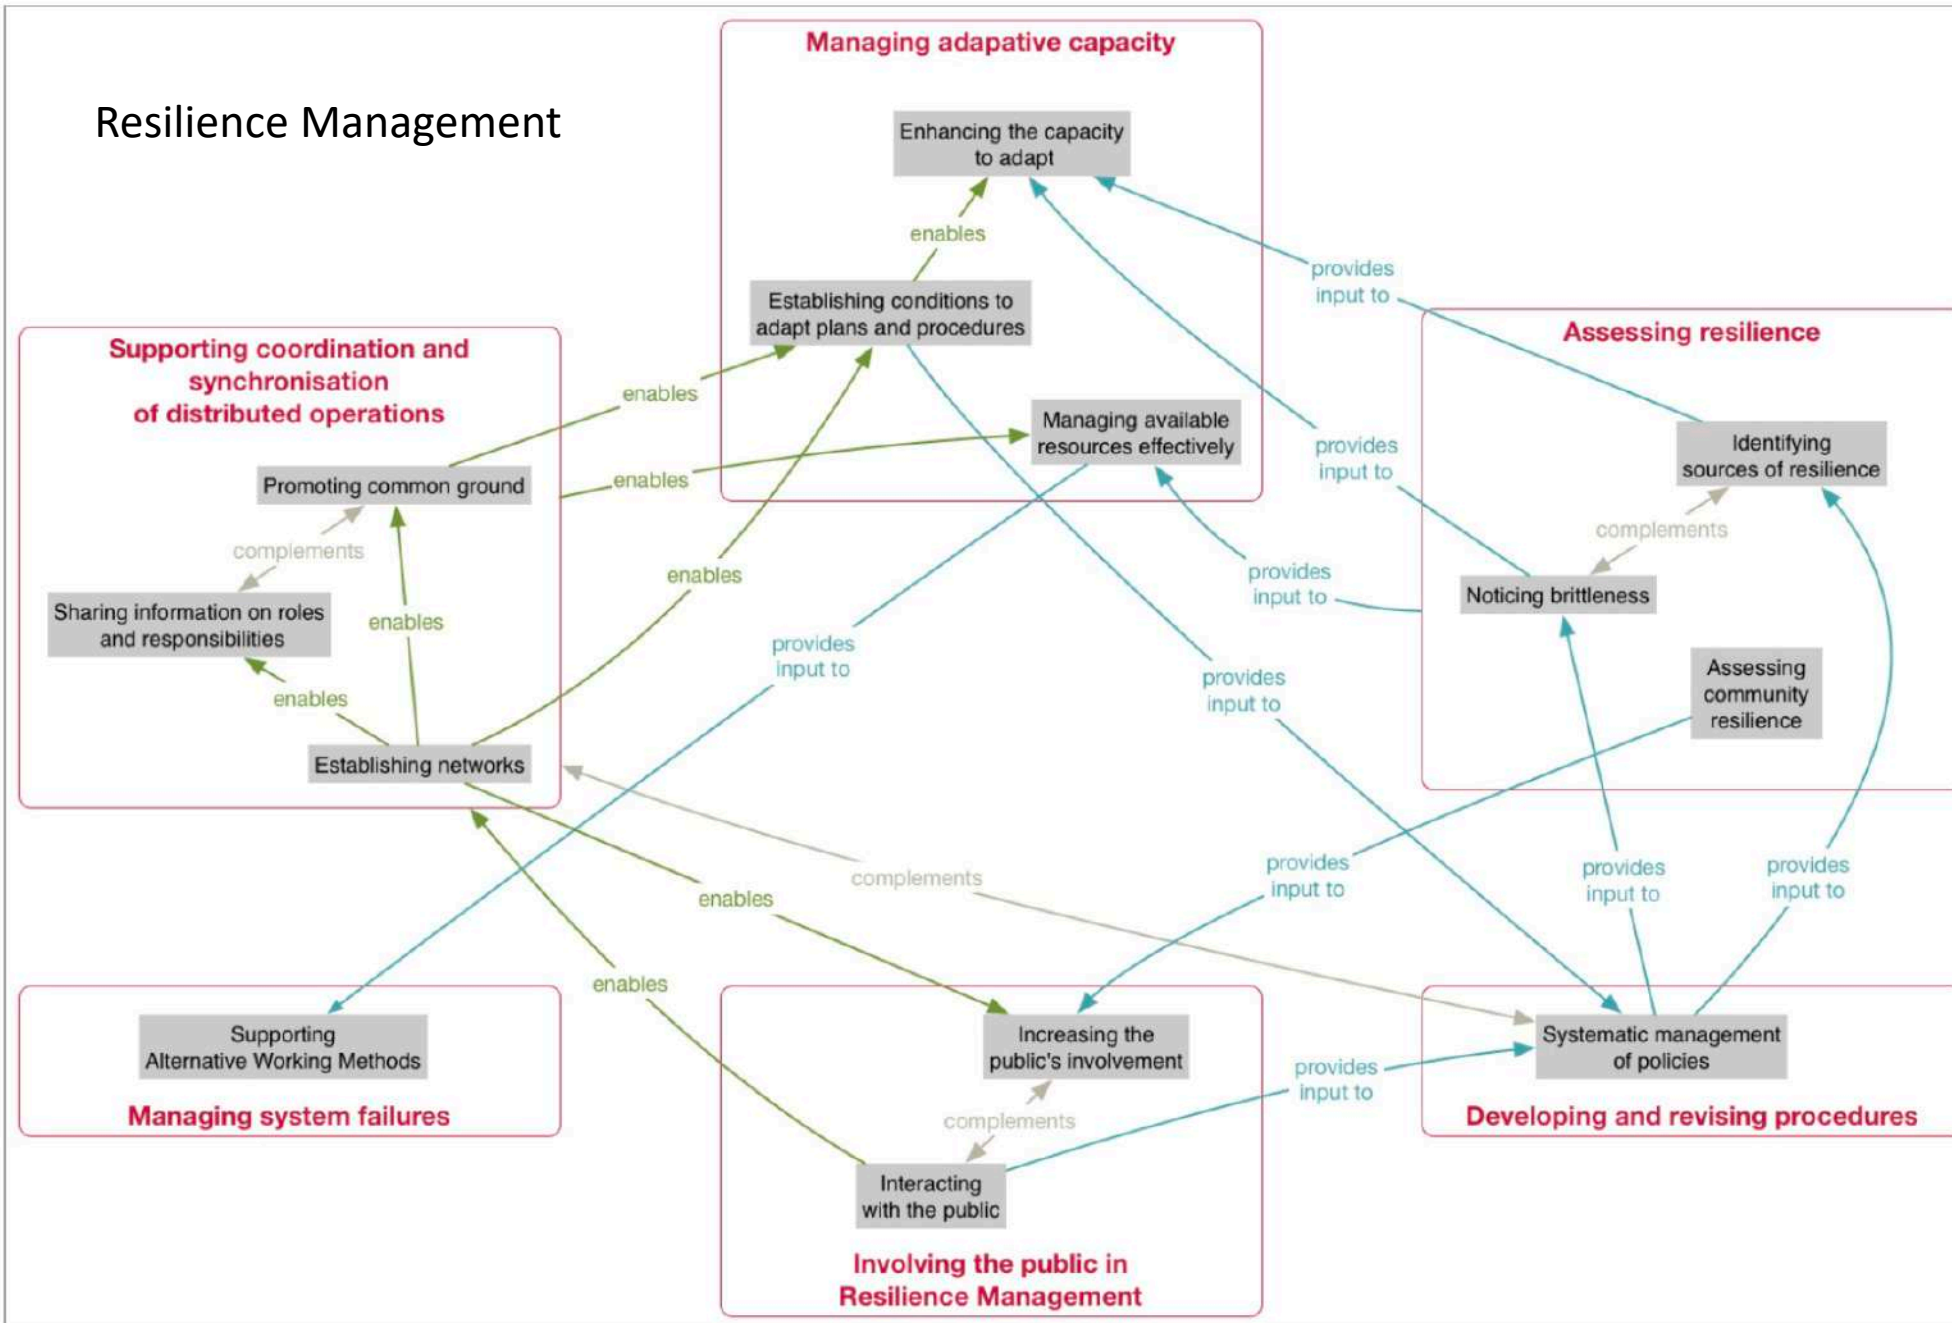 Resilience Management
Managing adapative capacity
Enhancing the capacity
to adapt
enables
provides
input to
Establishing conditions to
adapt plans and procedures
Assessing resilience
Supporting coordination and
synchronisation
of distributed operations
enables
Managing available
resources effectively
provides
input to
Identifying
sources of resilience
Promoting common ground
enables
complements
complements
enables
provides
input to
Noticing brittleness
Sharing information on roles
and responsibilities
enables
provides
input to
provides
input to
Assessing
community
resilience
enables
Establishing networks
complements
enables
provides
input to
provides
input to
provides
input to
enables
Supporting
Alternative Working Methods
Managing system failures
Increasing the
public's involvement
provides
input to
Systematic management
of policies
Developing and revising procedures
complements
Interacting
with the public
Involving the public in
Resilience Management